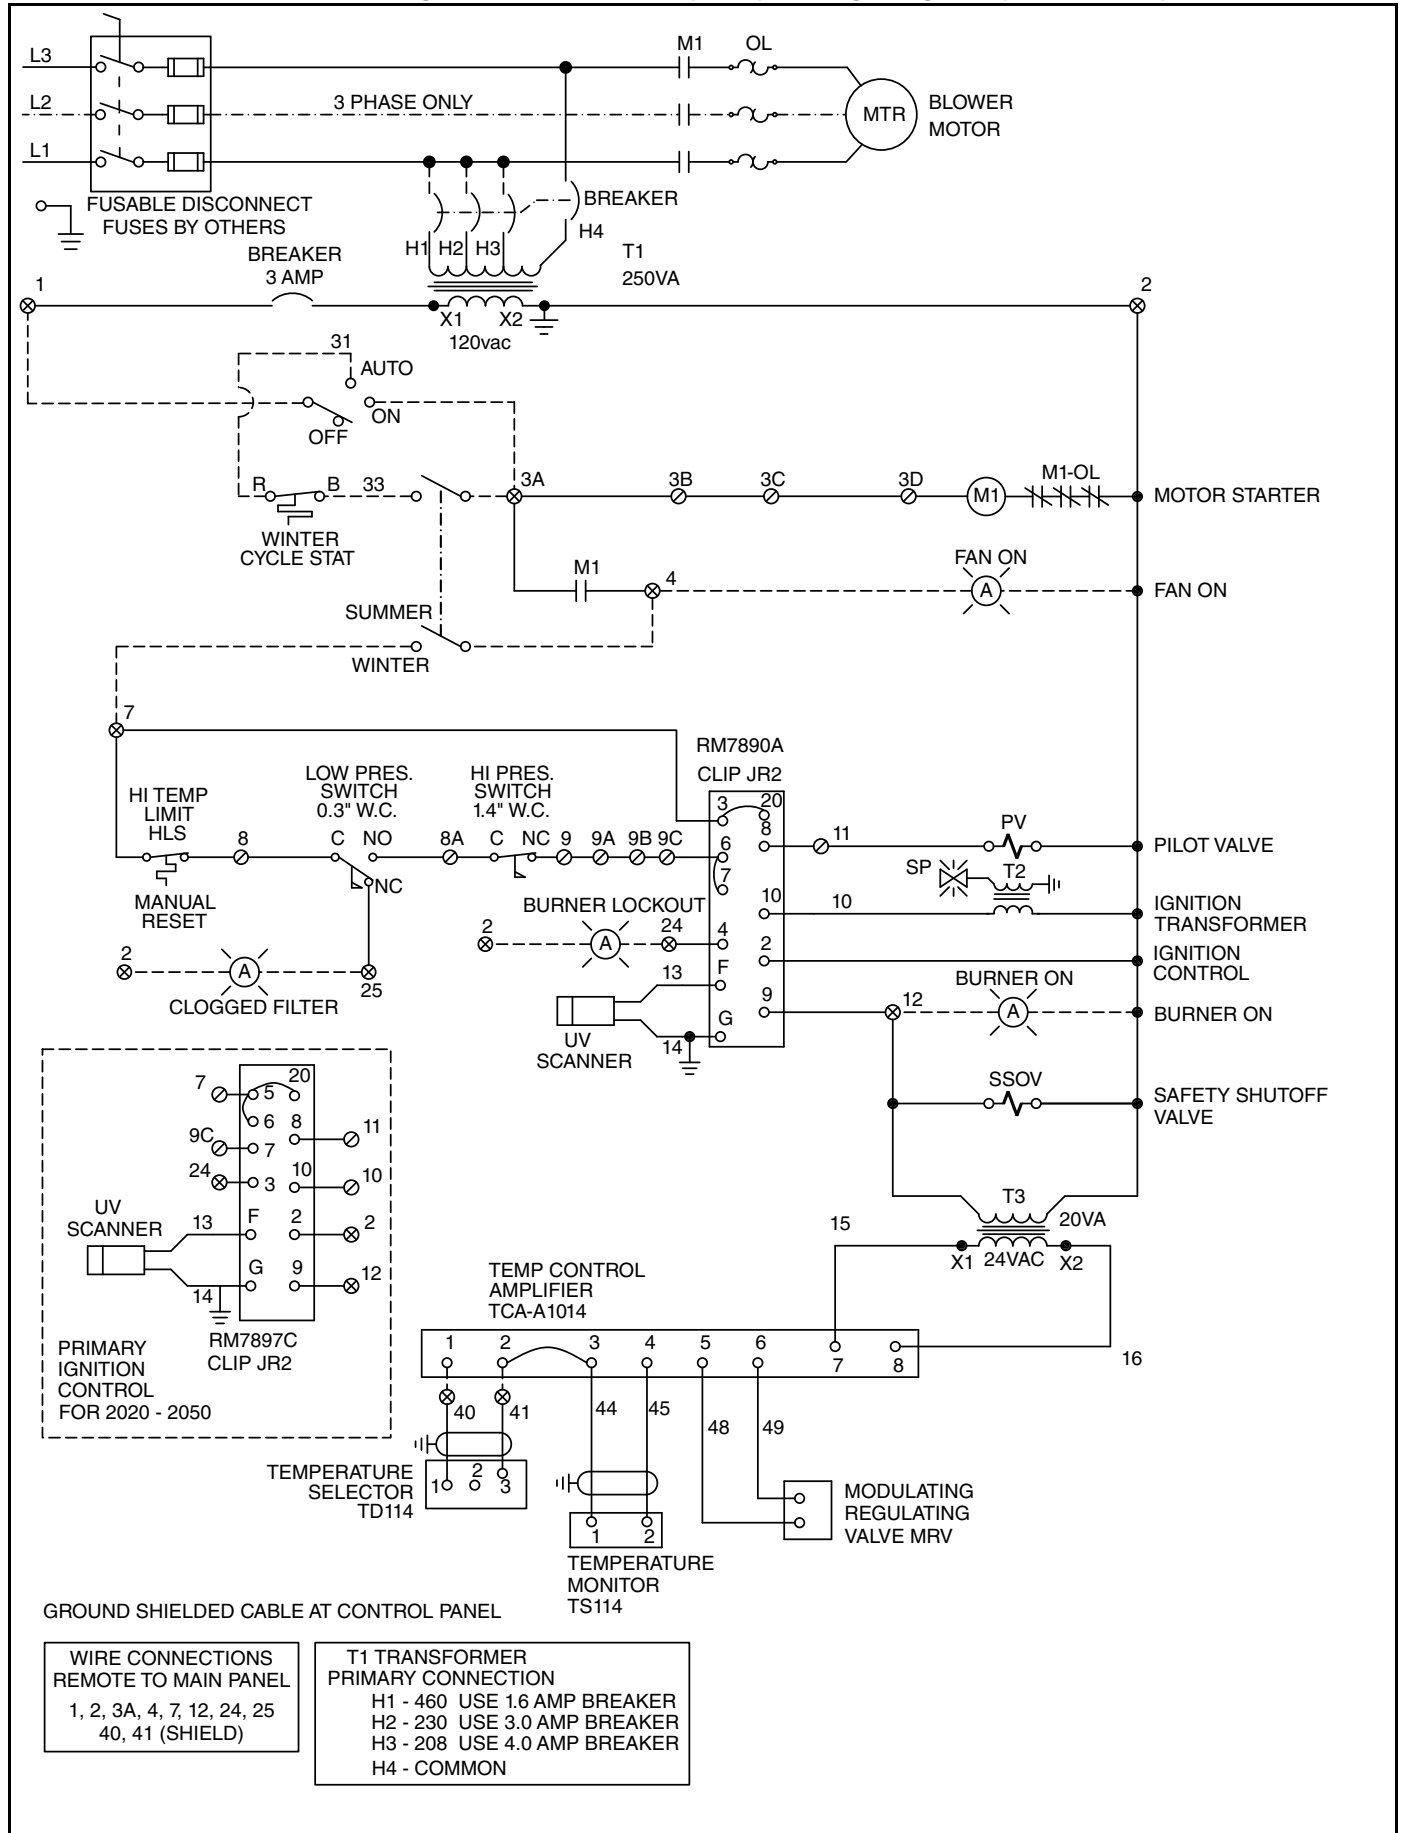 M1 OL
L3
L2
3 PHASE ONLY
L1
MTR
BLOWER
MOTOR
FUSABLE DISCONNECT
FUSES BY OTHERS
BREAKER
H1 H2 H3 H4
T1
250VA
BREAKER
3 AMP
1
2
X1 X2
120vac
31
AUTO
ON
OFF
R B 33
WINTER
CYCLE STAT
3A 3B 3C 3D
M1
M1-OL
MOTOR STARTER
M1
4
FAN ON
A
FAN ON
SUMMER
WINTER
7
HI TEMP
LIMIT
HLS
MANUAL
RESET
8
LOW PRES.
SWITCH
0.3" W.C.
C NO
NC
8A
HI PRES.
SWITCH
1.4" W.C.
C NC
9 9A 9B 9C
RM7890A
CLIP JR2
3 20
8
6
7
10
4
2
F
9
G
11
PV
PILOT VALVE
SP
T2
10
IGNITION
TRANSFORMER
IGNITION
CONTROL
BURNER LOCKOUT
2
A
24
2
A
25
CLOGGED FILTER
13
14
UV
SCANNER
12
BURNER ON
A
BURNER ON
SSOV
SAFETY SHUTOFF
VALVE
T3
20VA
X1 24VAC X2
15
16
7
9C
24
5 20
6 8
7
3 10
F 2
G 9
11
10
2
12
UV
SCANNER
13
14
RM7897C
CLIP JR2
PRIMARY
IGNITION
CONTROL
FOR 2020 - 2050
TEMP CONTROL
AMPLIFIER
TCA-A1014
1 2 3 4 5 6 7 8
40 41 44 45 48 49
TEMPERATURE
SELECTOR
TD114
1 2 3
1 2
TEMPERATURE
MONITOR
TS114
MODULATING
REGULATING
VALVE MRV
GROUND SHIELDED CABLE AT CONTROL PANEL
WIRE CONNECTIONS
REMOTE TO MAIN PANEL
1, 2, 3A, 4, 7, 12, 24, 25
40, 41 (SHIELD)
T1 TRANSFORMER
PRIMARY CONNECTION
H1 - 460 USE 1.6 AMP BREAKER
H2 - 230 USE 3.0 AMP BREAKER
H3 - 208 USE 4.0 AMP BREAKER
H4 - COMMON